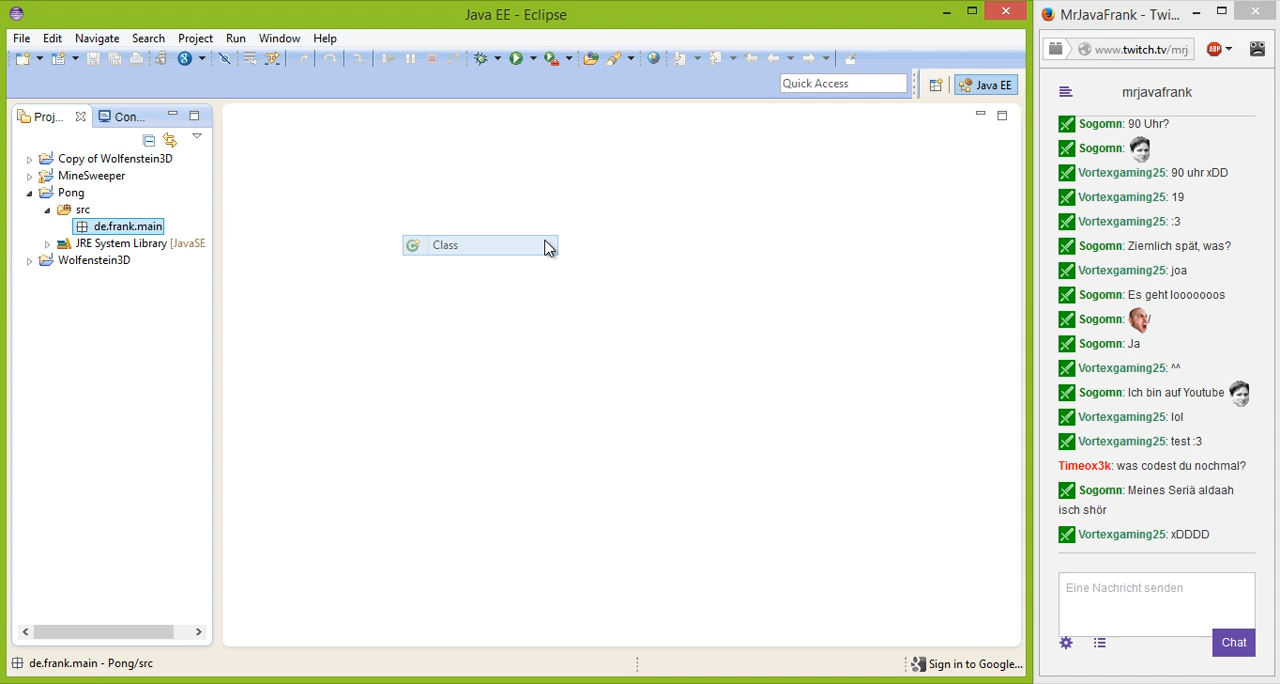 Java EE - Eclipse
File Edit Navigate Search Project Run Window Help
Quick Access
Java EE
Proj...
Con...
Copy of Wolfenstein3D
MineSweeper
Pong
src
de.frank.main
JRE System Library [JavaSE
Wolfenstein3D
Class
de.frank.main - Pong/src
Sign in to Google...
MrJavaFrank - Twi...
www.twitch.tv/mrj
ABP
mrjavafrank
Sogomn: 90 Uhr?
Sogomn:
Vortexgaming25: 90 uhr xDD
Vortexgaming25: 19
Vortexgaming25: :3
Sogomn: Ziemlich spät, was?
Vortexgaming25: joa
Sogomn: Es geht looooooos
Sogomn: /
Sogomn: Ja
Vortexgaming25: ^^
Sogomn: Ich bin auf Youtube
Vortexgaming25: lol
Vortexgaming25: test :3
Timeox3k: was codest du nochmal?
Sogomn: Meines Seriä aldaah
isch shör
Vortexgaming25: xDDDD
Eine Nachricht senden
Chat